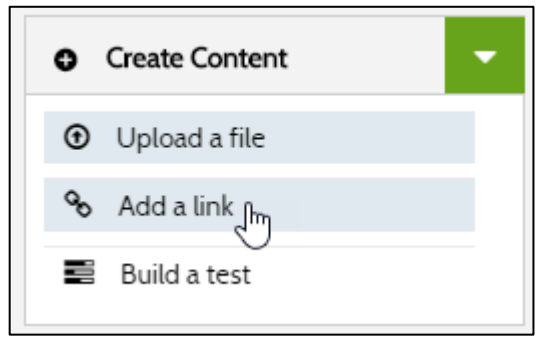 Create Content
Upload a file
Add a link
Build a test